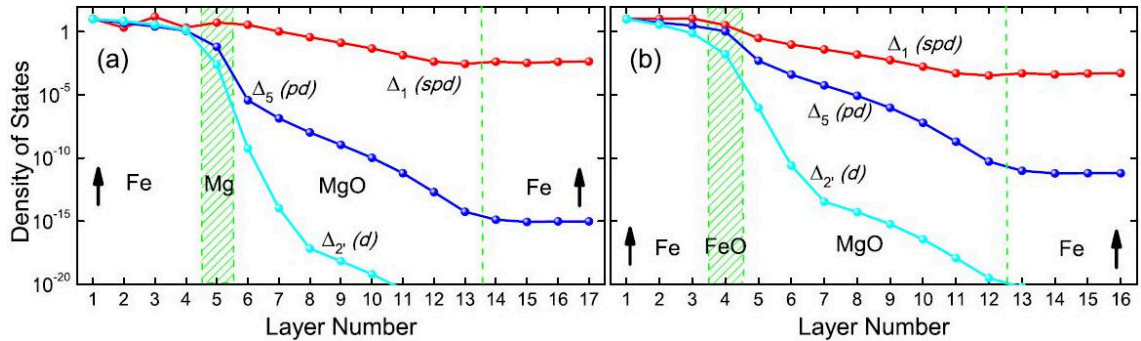 Density of States
1
10^-5
10^-10
10^-15
10^-20
(a)
Δ1 (spd)
Δ5 (pd)
Δ2' (d)
Fe
Mg
MgO
Fe
1 2 3 4 5 6 7 8 9 10 11 12 13 14 15 16 17
Layer Number
(b)
Δ1 (spd)
Δ5 (pd)
Δ2' (d)
Fe
FeO
MgO
Fe
1 2 3 4 5 6 7 8 9 10 11 12 13 14 15 16
Layer Number